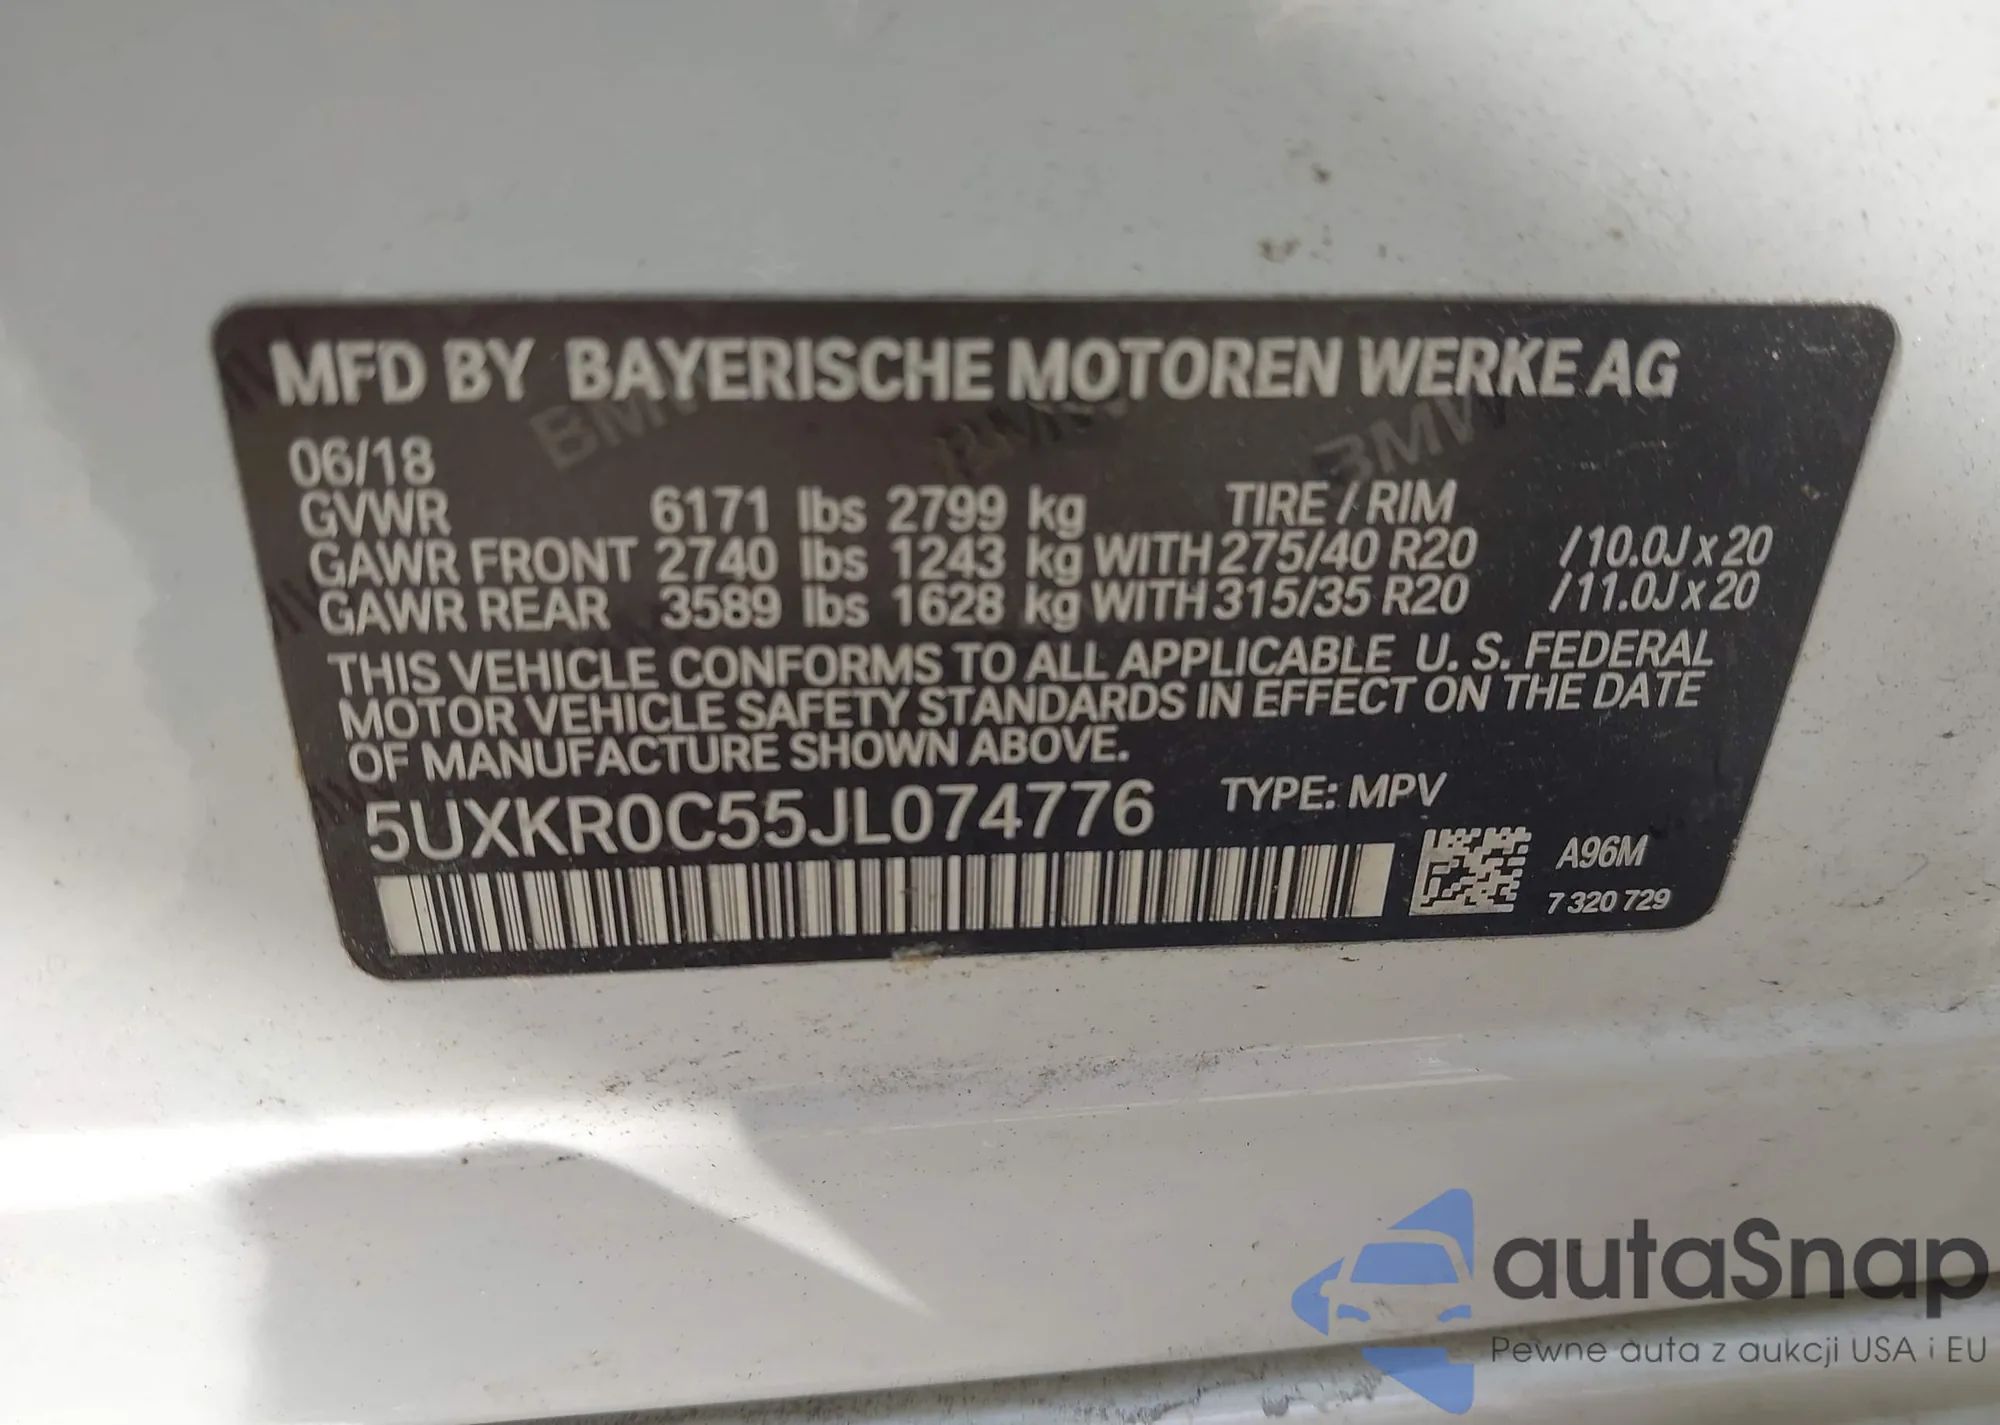 MFD BY BAYERISCHE MOTOREN WERKE AG
06/18
GVWR 6171 lbs 2799 kg TIRE / RIM
GAWR FRONT 2740 lbs 1243 kg WITH 275/40 R20 /10.0J x 20
GAWR REAR 3589 lbs 1628 kg WITH 315/35 R20 /11.0J x 20
THIS VEHICLE CONFORMS TO ALL APPLICABLE U. S. FEDERAL
MOTOR VEHICLE SAFETY STANDARDS IN EFFECT ON THE DATE
OF MANUFACTURE SHOWN ABOVE.
5UXKR0C55JL074776 TYPE: MPV
A96M
7 320 729
BMW BMW BMW
autaSnap
Pewne auta z aukcji USA i EU